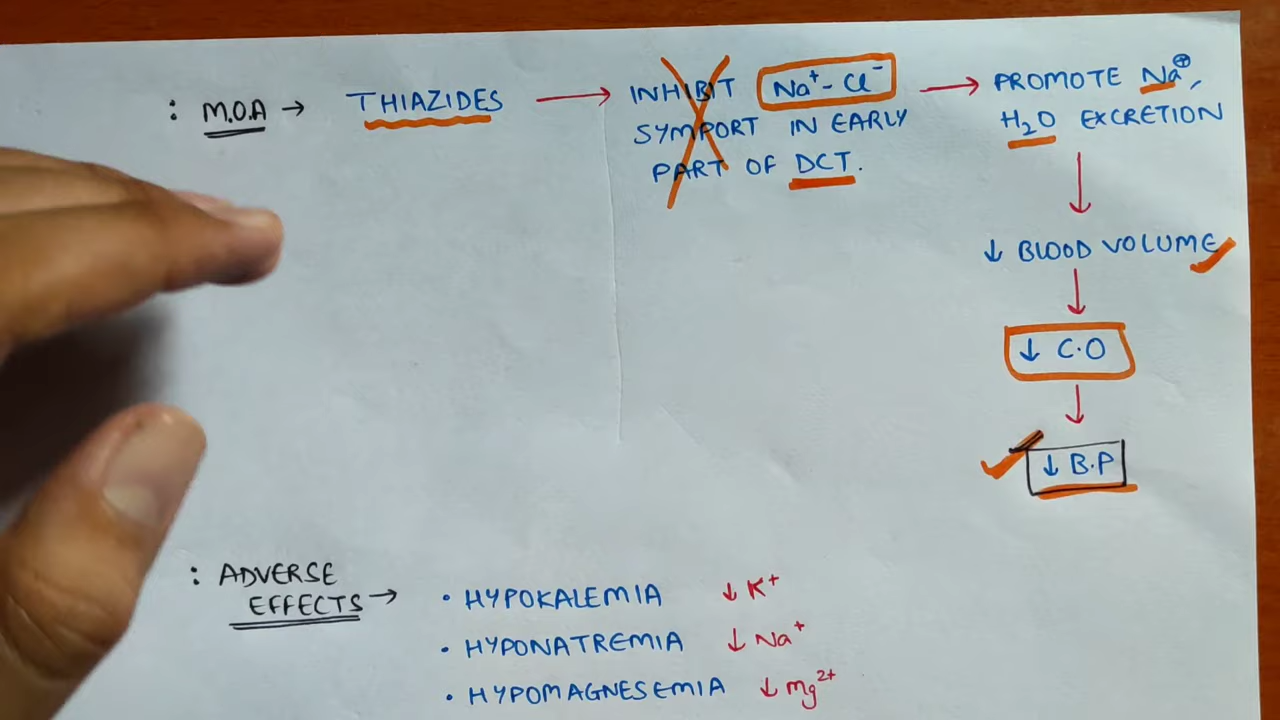 : M.O.A → THIAZIDES → INHIBIT Na⁺-Cl⁻ → PROMOTE Na⊕,
SYMPORT IN EARLY H₂O EXCRETION
PART OF DCT.
↓ BLOOD VOLUME
↓ C.O
↓ B.P
: ADVERSE
EFFECTS → • HYPOKALEMIA ↓ K⁺
• HYPONATREMIA ↓ Na⁺
• HYPOMAGNESEMIA ↓ Mg²⁺